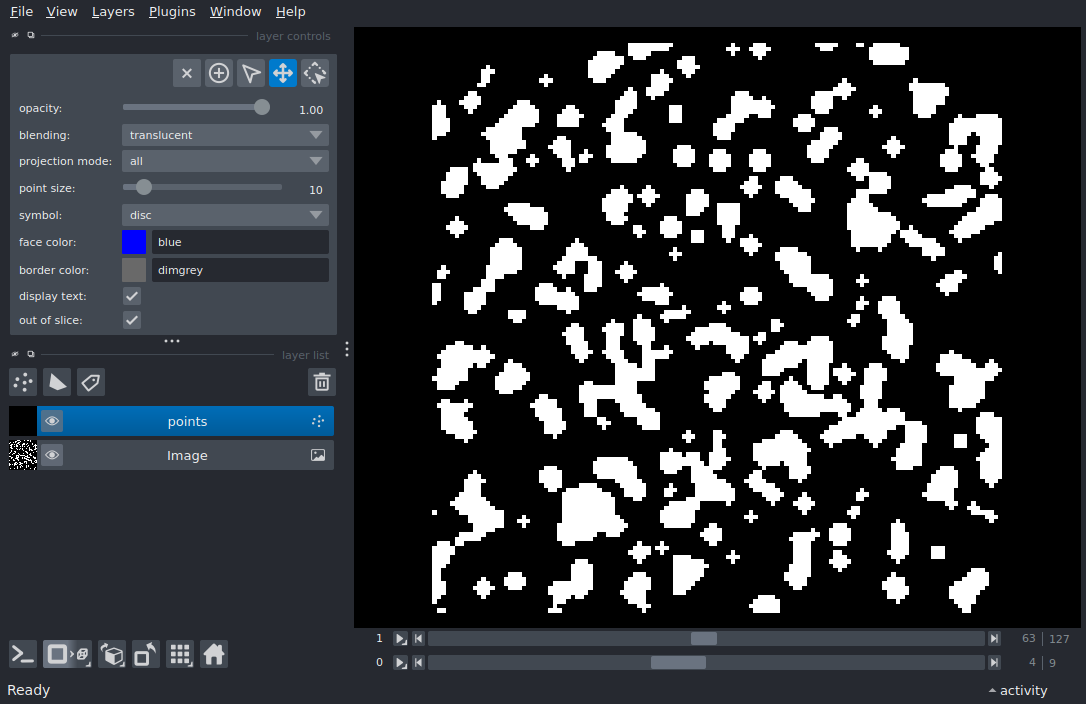 File View Layers Plugins Window Help
layer controls
opacity: 1.00
blending: translucent
projection mode: all
point size: 10
symbol: disc
face color: blue
border color: dimgrey
display text:
out of slice:
layer list
points
Image
1 63 127
0 4 9
Ready activity